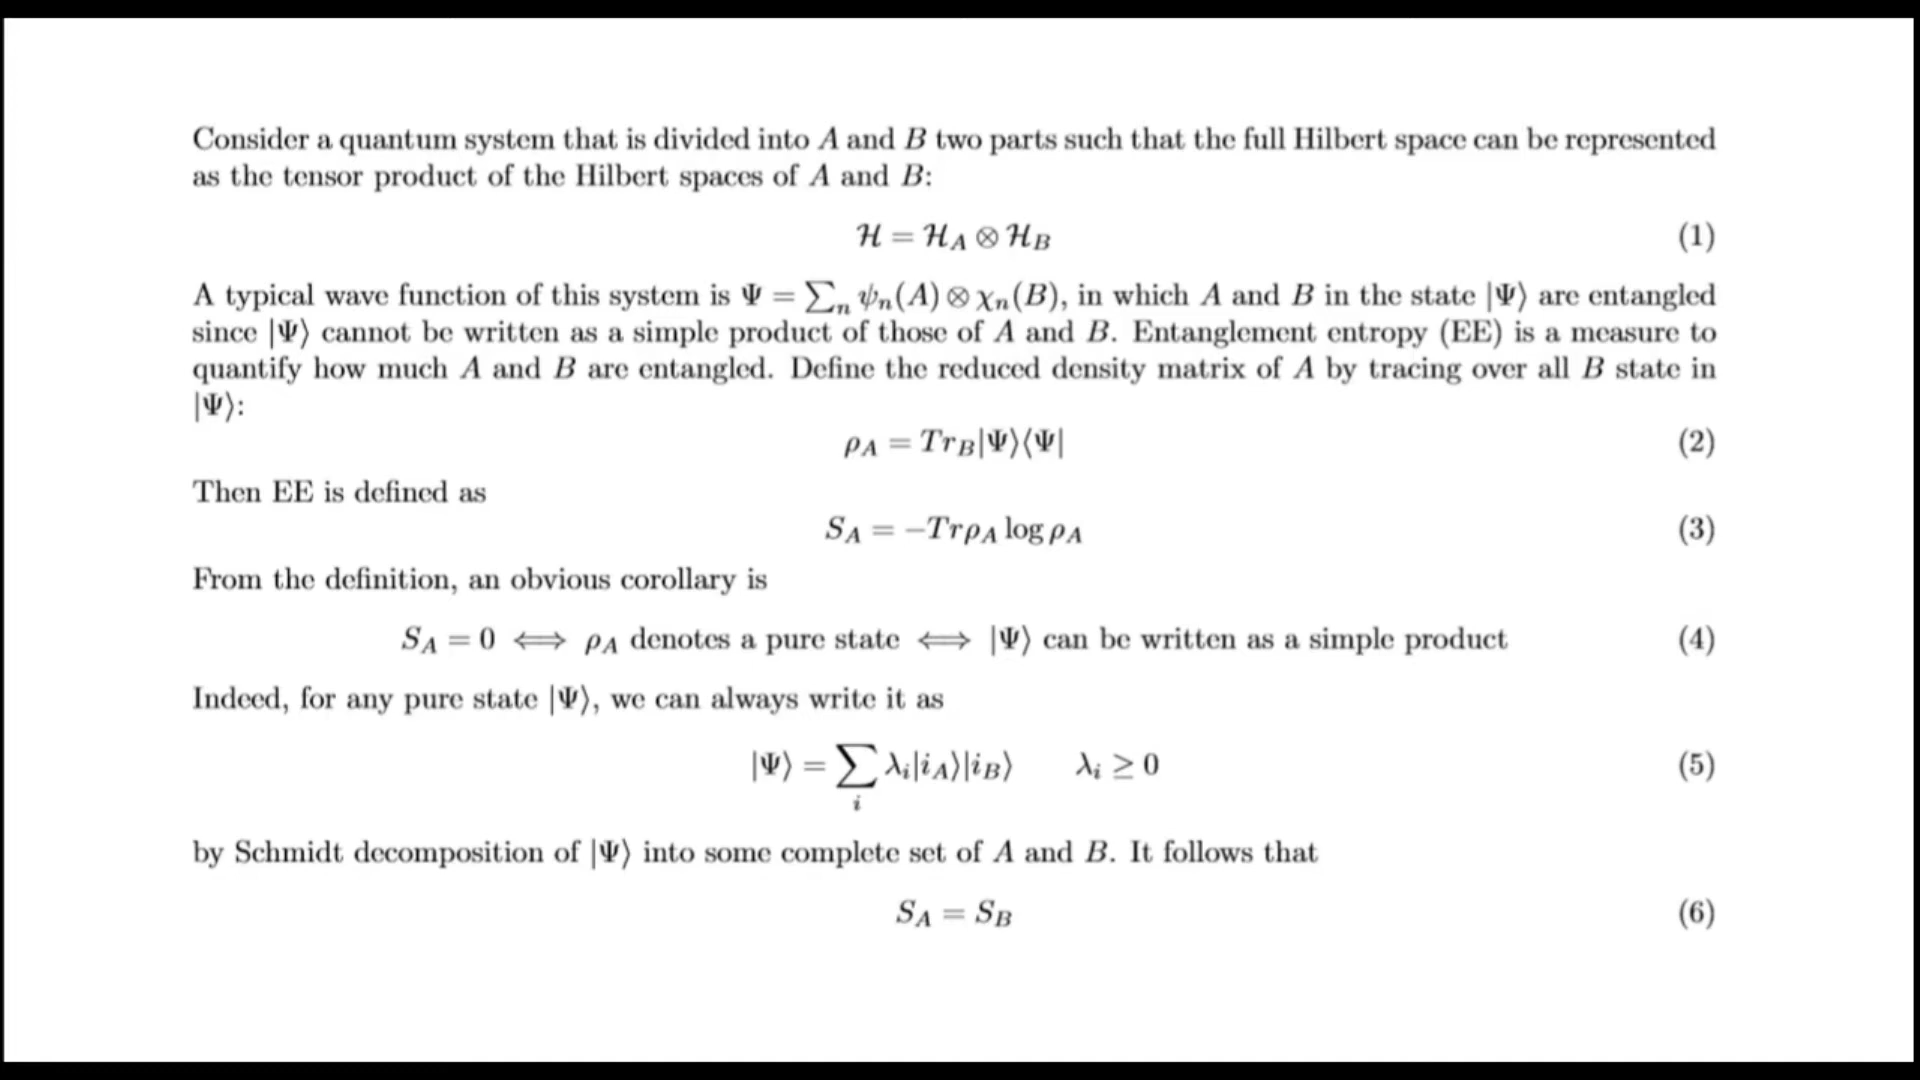 Consider a quantum system that is divided into A and B two parts such that the full Hilbert space can be represented
as the tensor product of the Hilbert spaces of A and B:
ℋ = ℋ_A ⊗ ℋ_B (1)
A typical wave function of this system is Ψ = ∑_n ψ_n(A) ⊗ χ_n(B), in which A and B in the state |Ψ⟩ are entangled
since |Ψ⟩ cannot be written as a simple product of those of A and B. Entanglement entropy (EE) is a measure to
quantify how much A and B are entangled. Define the reduced density matrix of A by tracing over all B state in
|Ψ⟩:
ρ_A = Tr_B|Ψ⟩⟨Ψ| (2)
Then EE is defined as
S_A = −Trρ_A log ρ_A (3)
From the definition, an obvious corollary is
S_A = 0 ⟺ ρ_A denotes a pure state ⟺ |Ψ⟩ can be written as a simple product (4)
Indeed, for any pure state |Ψ⟩, we can always write it as
|Ψ⟩ = ∑_i λ_i|i_A⟩|i_B⟩ λ_i ≥ 0 (5)
by Schmidt decomposition of |Ψ⟩ into some complete set of A and B. It follows that
S_A = S_B (6)